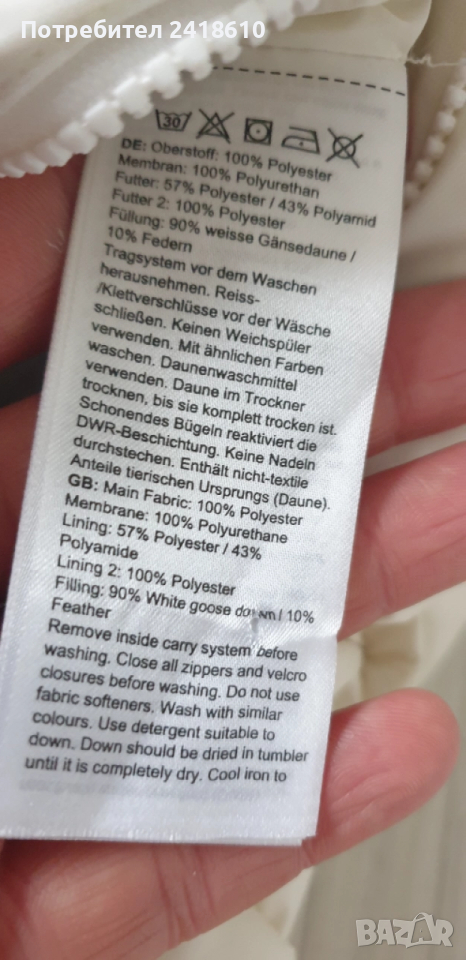 Потребител 2418610
30
DE: Oberstoff: 100% Polyester
Membran: 100% Polyurethan
Futter: 57% Polyester / 43% Polyamid
Futter 2: 100% Polyester
Füllung: 90% weisse Gänsedaune /
10% Federn
Tragsystem vor dem Waschen
herausnehmen. Reiss-
/Klettverschlüsse vor der Wäsche
schließen. Keinen Weichspüler
verwenden. Mit ähnlichen Farben
waschen. Daunenwaschmittel
verwenden. Daune im Trockner
trocknen, bis sie komplett trocken ist.
Schonendes Bügeln reaktiviert die
DWR-Beschichtung. Keine Nadeln
durchstechen. Enthält nicht-textile
Anteile tierischen Ursprungs (Daune).
GB: Main Fabric: 100% Polyester
Membrane: 100% Polyurethane
Lining: 57% Polyester / 43%
Polyamide
Lining 2: 100% Polyester
Filling: 90% White goose down / 10%
Feather
Remove inside carry system before
washing. Close all zippers and velcro
closures before washing. Do not use
fabric softeners. Wash with similar
colours. Use detergent suitable to
down. Down should be dried in tumbler
until it is completely dry. Cool iron to
BAZAR